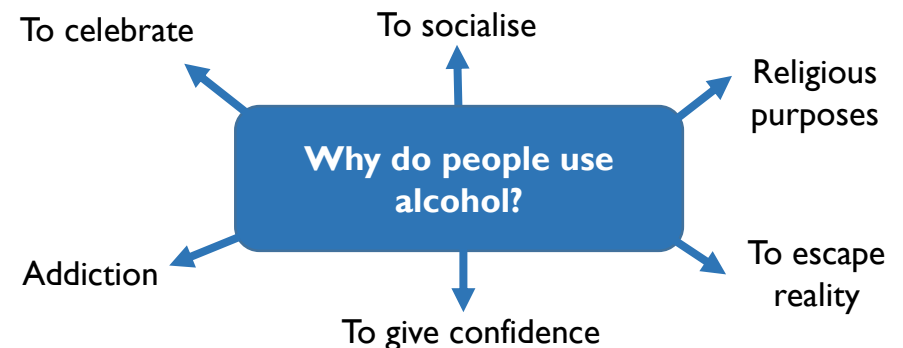 To celebrate
To socialise
Religious
purposes
Why do people use
alcohol?
Addiction
To escape
reality
To give confidence